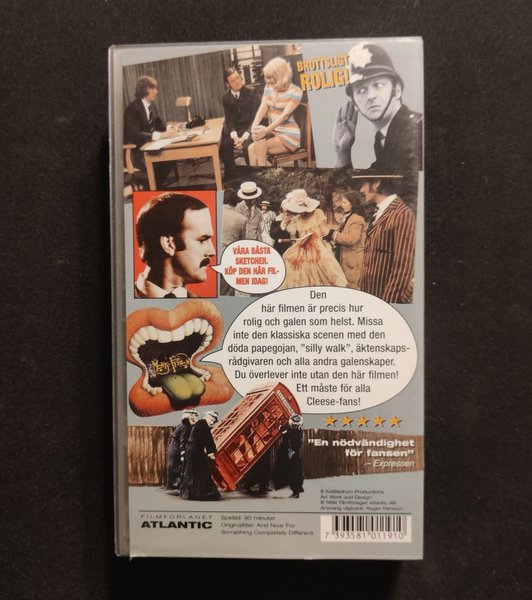 BROTTSLIGT
ROLIG!
VÅRA BÄSTA
SKETCHER.
KÖP DEN HÄR FIL-
MEN IDAG!
Den
här filmen är precis hur
rolig och galen som helst. Missa
inte den klassiska scenen med den
döda papegojan, "silly walk", äktenskaps-
rådgivaren och alla andra galenskaper.
Du överlever inte utan den här filmen!
Ett måste för alla
Cleese-fans!
"En nödvändighet
för fansen"
– Expressen
FILMFÖRLAGET
ATLANTIC
Speltid: 90 minuter
Originaltitel: And Now For
Something Completely Different
® Kettledrum Productions
Art Work and Design:
© 1996 Filmförlaget Atlantic AB
Ansvarig utgivare: Roger Persson
7 393581 011910